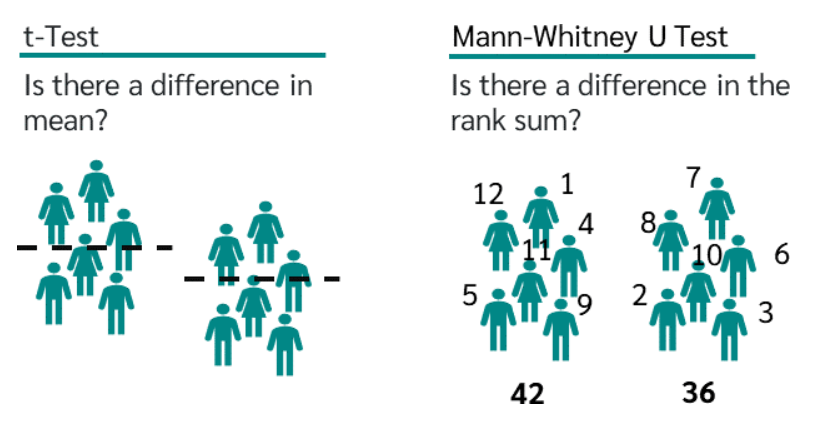 t-Test
Is there a difference in
mean?
Mann-Whitney U Test
Is there a difference in the
rank sum?
12
1
4
11
5
9
42
7
8
10
6
2
3
36